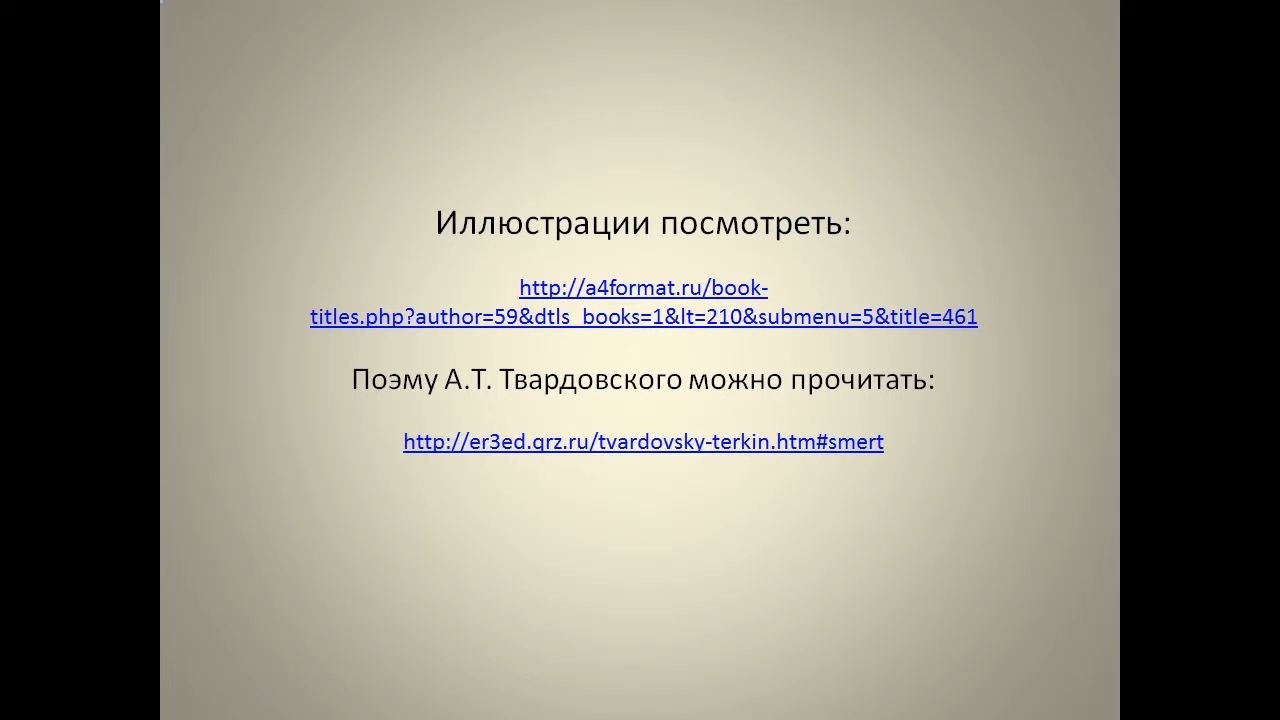 Иллюстрации посмотреть:
http://a4format.ru/book-
titles.php?author=59&dtls_books=1&lt=210&submenu=5&title=461
Поэму А.Т. Твардовского можно прочитать:
http://er3ed.qrz.ru/tvardovsky-terkin.htm#smert